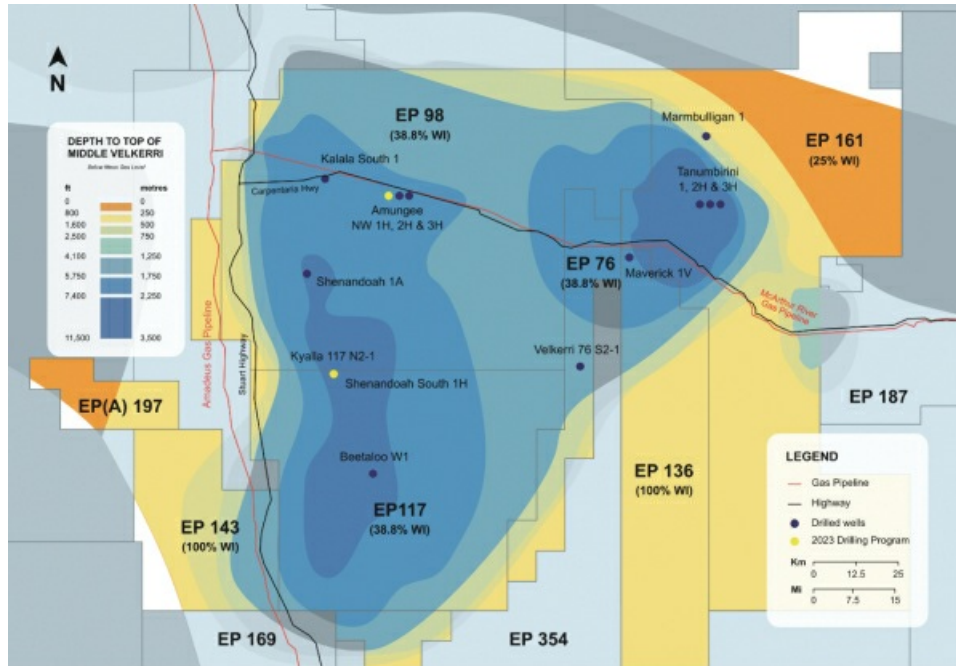 N
DEPTH TO TOP OF
MIDDLE VELKERRI
Below Mean Sea Level
ft
metres
0
0
800
250
1,600
500
2,500
750
4,100
1,250
5,750
1,750
7,400
2,250
11,500
3,500
EP 98
(38.8% WI)
Kalala South 1
Carpentaria Hwy
Amungee
NW 1H, 2H & 3H
Marmbulligan 1
Tanumbirini
1, 2H & 3H
EP 161
(25% WI)
EP 76
(38.8% WI)
Maverick 1V
Shenandoah 1A
McArthur River
Gas Pipeline
Amadeus Gas Pipeline
Stuart Highway
Kyalla 117 N2-1
Shenandoah South 1H
Velkerri 76 S2-1
EP(A) 197
EP 187
Beetaloo W1
EP 136
(100% WI)
EP117
(38.8% WI)
EP 143
(100% WI)
EP 169
EP 354
LEGEND
Gas Pipeline
Highway
Drilled wells
2023 Drilling Program
Km
0 12.5 25
Mi
0 7.5 15